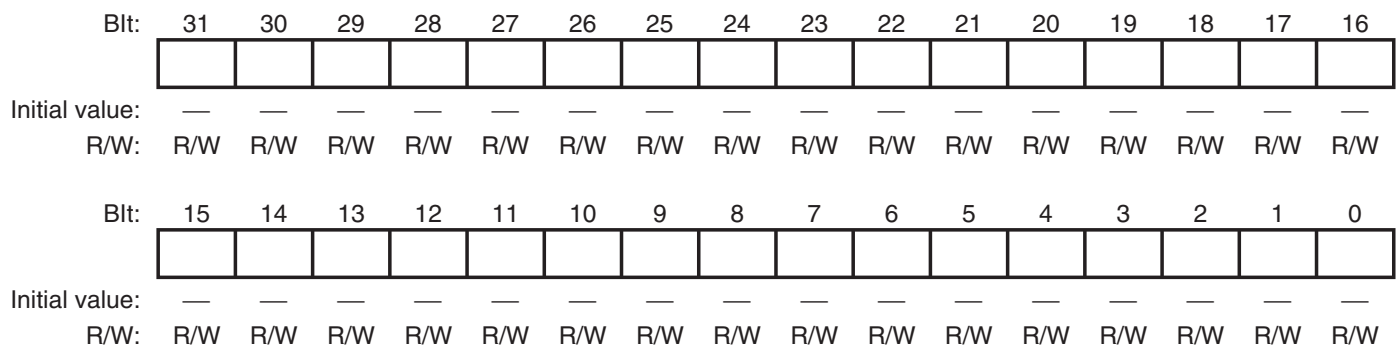 BIt: 31 30 29 28 27 26 25 24 23 22 21 20 19 18 17 16
Initial value: — — — — — — — — — — — — — — — —
R/W: R/W R/W R/W R/W R/W R/W R/W R/W R/W R/W R/W R/W R/W R/W R/W R/W
BIt: 15 14 13 12 11 10 9 8 7 6 5 4 3 2 1 0
Initial value: — — — — — — — — — — — — — — — —
R/W: R/W R/W R/W R/W R/W R/W R/W R/W R/W R/W R/W R/W R/W R/W R/W R/W